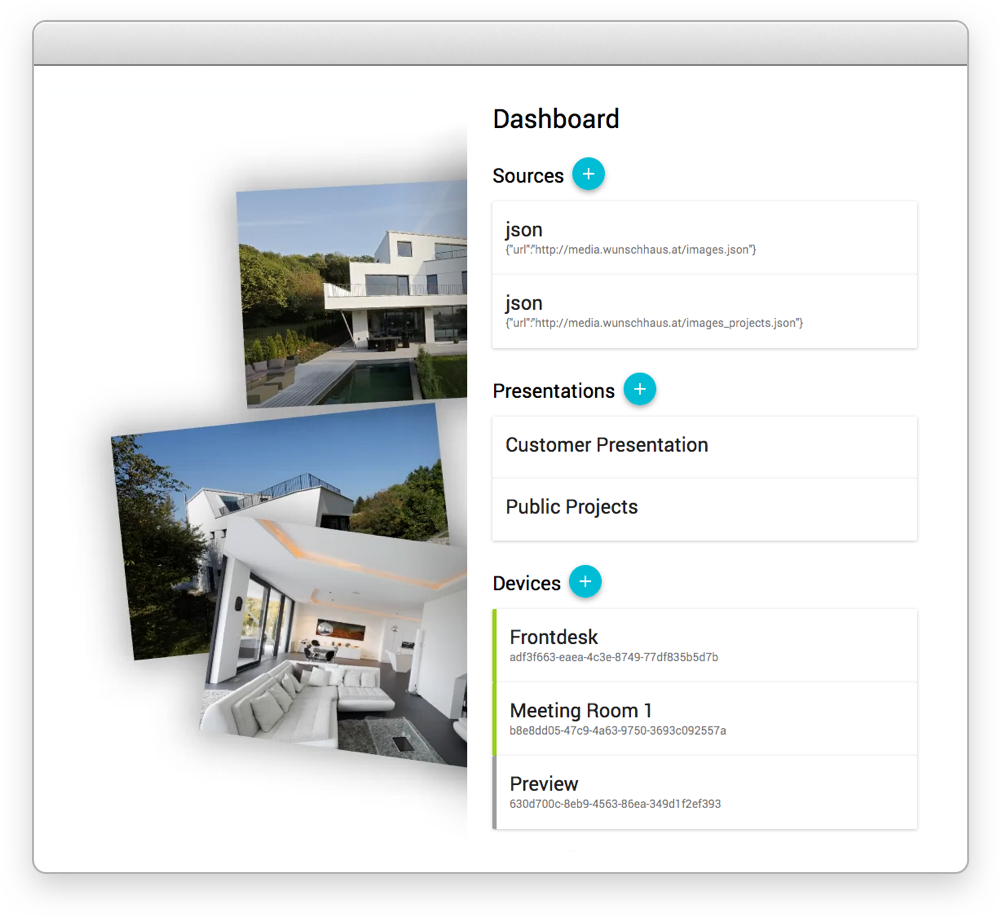 Dashboard
Sources +
json
{"url":"http://media.wunschhaus.at/images.json"}
json
{"url":"http://media.wunschhaus.at/images_projects.json"}
Presentations +
Customer Presentation
Public Projects
Devices +
Frontdesk
adf3f663-eaea-4c3e-8749-77df835b5d7b
Meeting Room 1
b8e8dd05-47c9-4a63-9750-3693c092557a
Preview
630d700c-8eb9-4563-86ea-349d1f2ef393